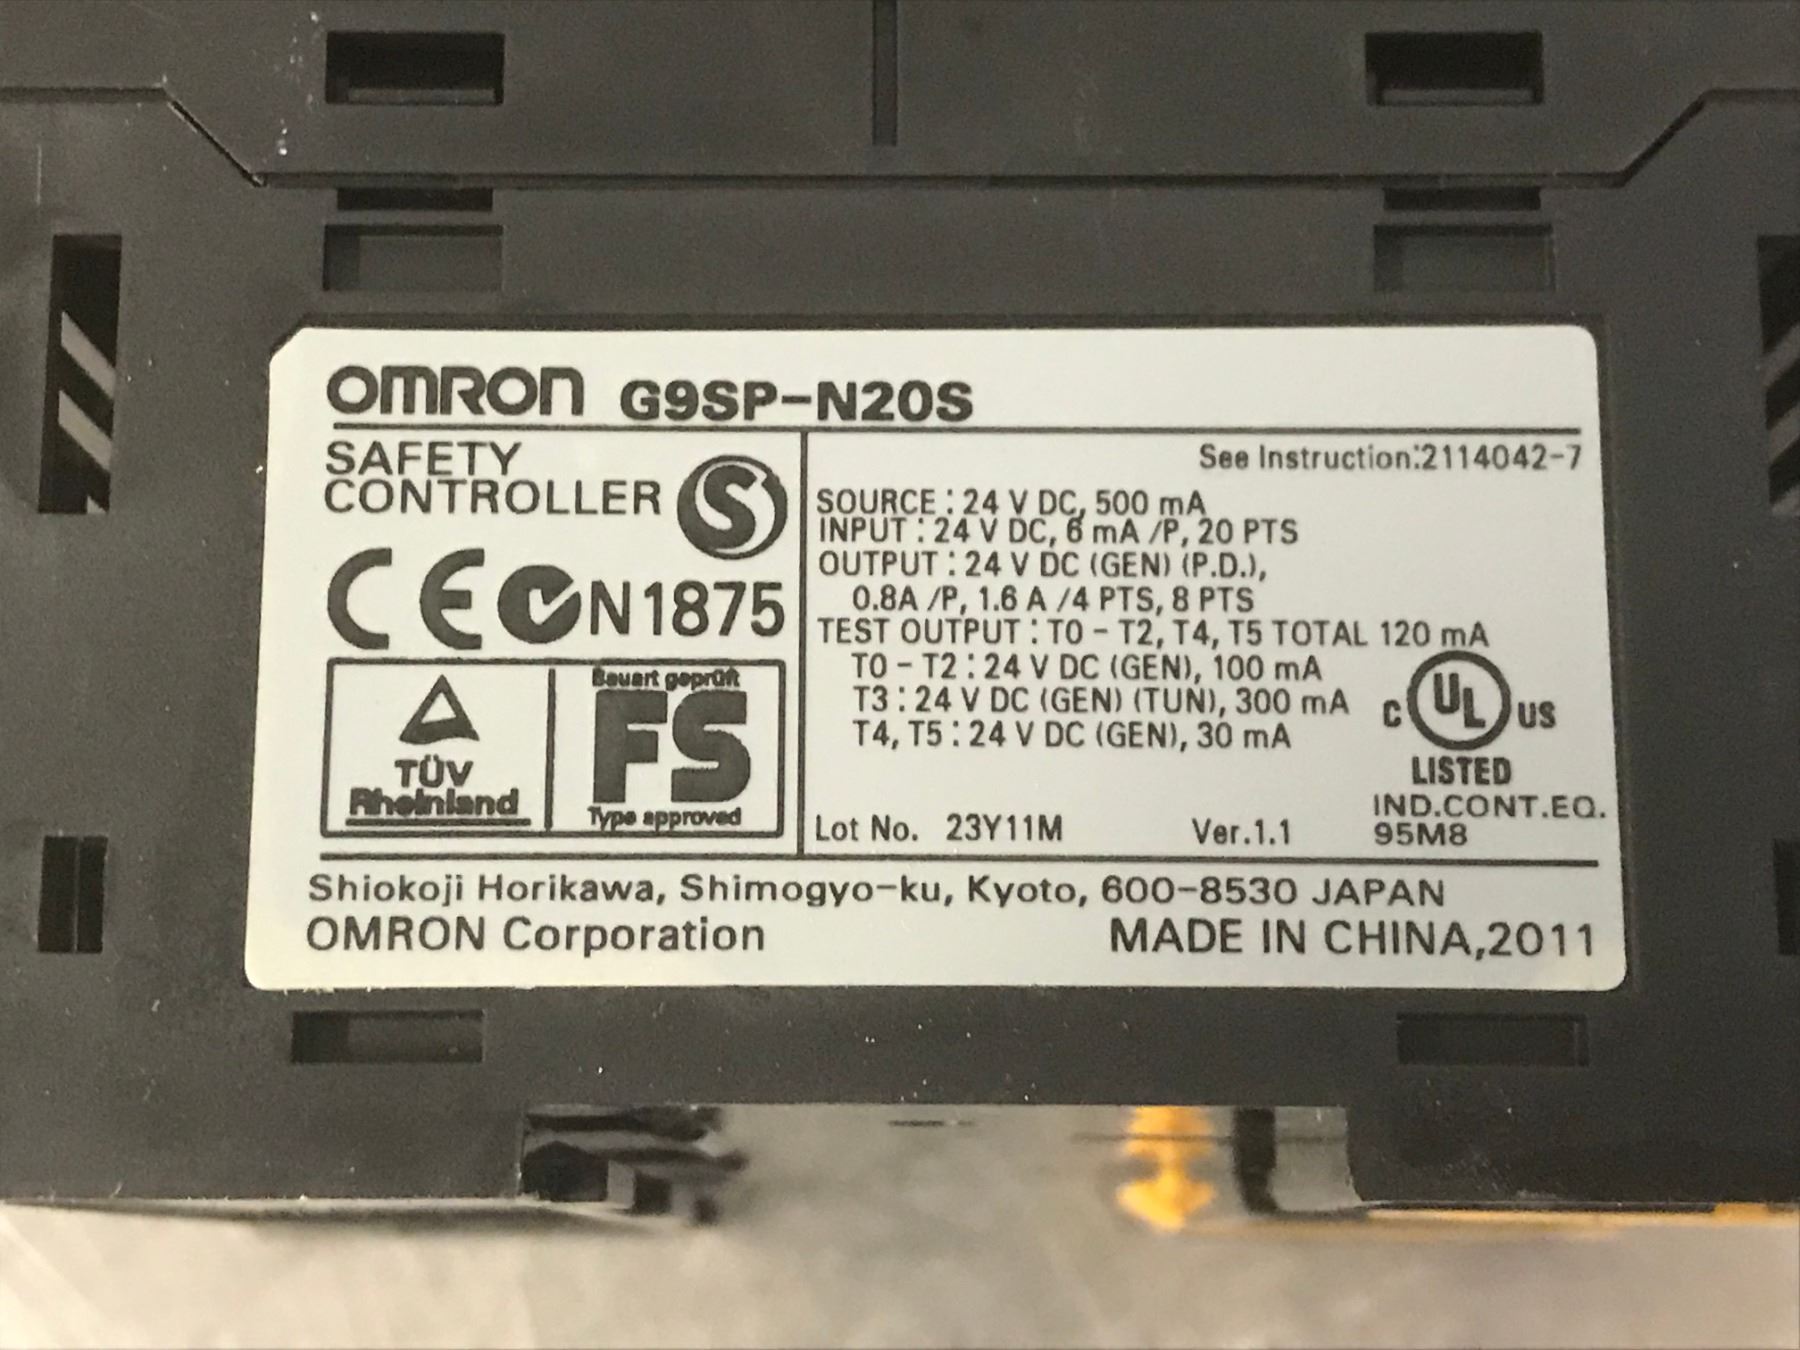 OMRON G9SP-N20S
SAFETY
CONTROLLER
S
CE N1875
TÜV
Rheinland
Bauart geprüft
FS
Type approved
See Instruction:2114042-7
SOURCE : 24 V DC, 500 mA
INPUT : 24 V DC, 6 mA /P, 20 PTS
OUTPUT : 24 V DC (GEN) (P.D.),
0.8A /P, 1.6 A /4 PTS, 8 PTS
TEST OUTPUT : T0 - T2, T4, T5 TOTAL 120 mA
T0 - T2 : 24 V DC (GEN), 100 mA
T3 : 24 V DC (GEN) (TUN), 300 mA
T4, T5 : 24 V DC (GEN), 30 mA
C UL US
LISTED
IND.CONT.EQ.
95M8
Lot No. 23Y11M Ver.1.1
Shiokoji Horikawa, Shimogyo-ku, Kyoto, 600-8530 JAPAN
OMRON Corporation MADE IN CHINA,2011